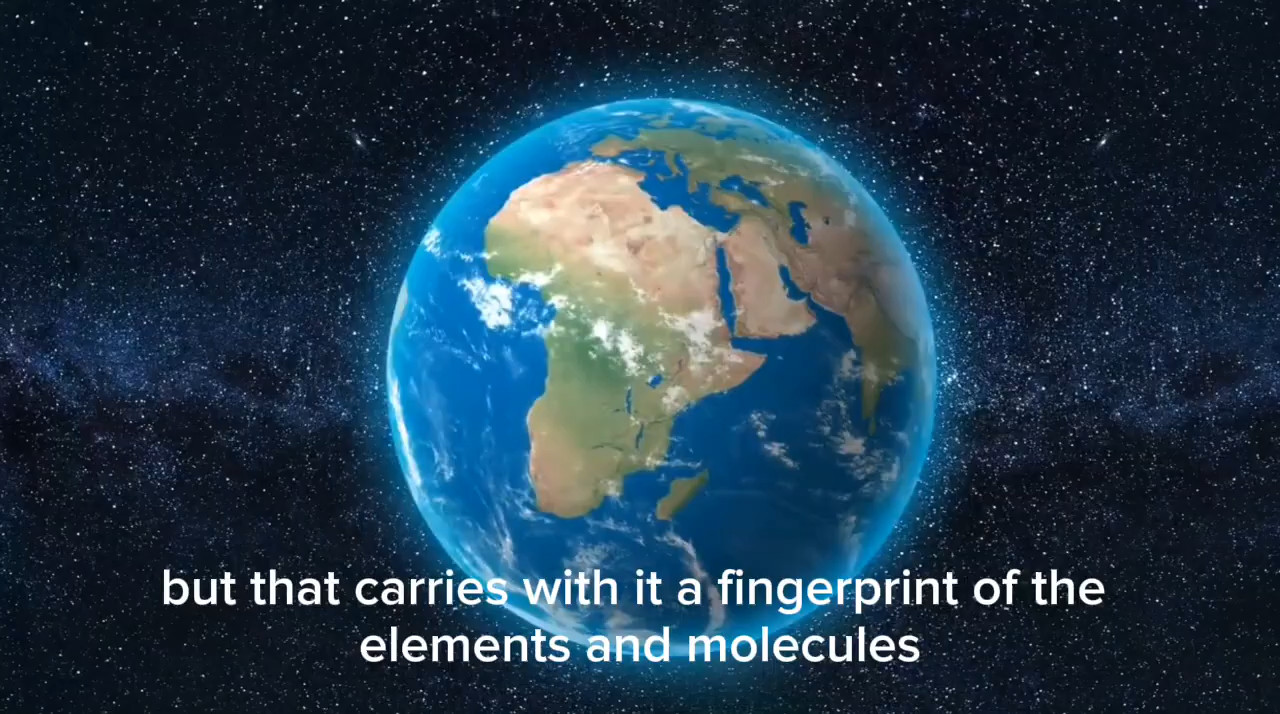 but that carries with it a fingerprint of the
elements and molecules